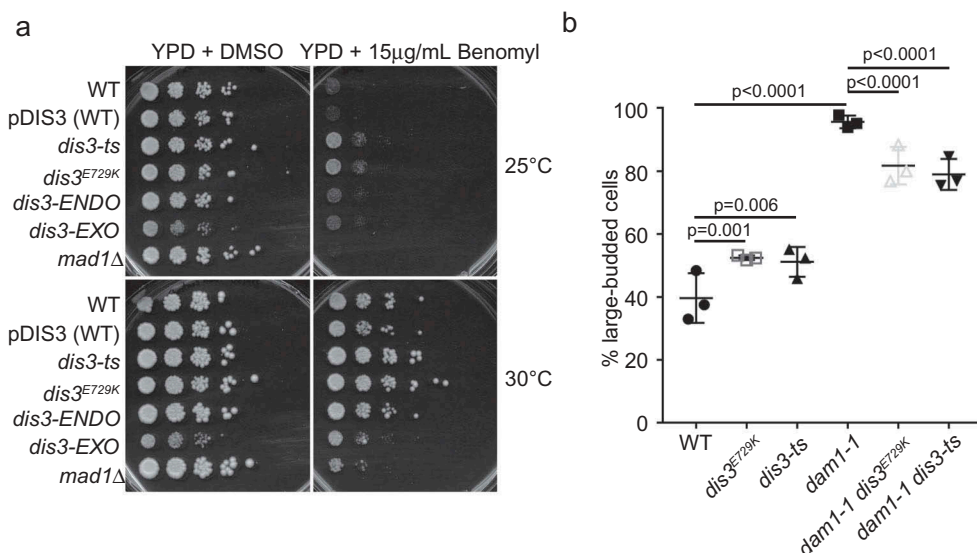 a
YPD + DMSO
YPD + 15µg/mL Benomyl
WT
pDIS3 (WT)
dis3-ts
dis3E729K
dis3-ENDO
dis3-EXO
mad1Δ
25°C
WT
pDIS3 (WT)
dis3-ts
dis3E729K
dis3-ENDO
dis3-EXO
mad1Δ
30°C
b
p<0.0001
p<0.0001
p<0.0001
p=0.006
p=0.001
% large-budded cells
100
80
60
40
20
0
WT
dis3E729K
dis3-ts
dam1-1
dam1-1 dis3E729K
dam1-1 dis3-ts